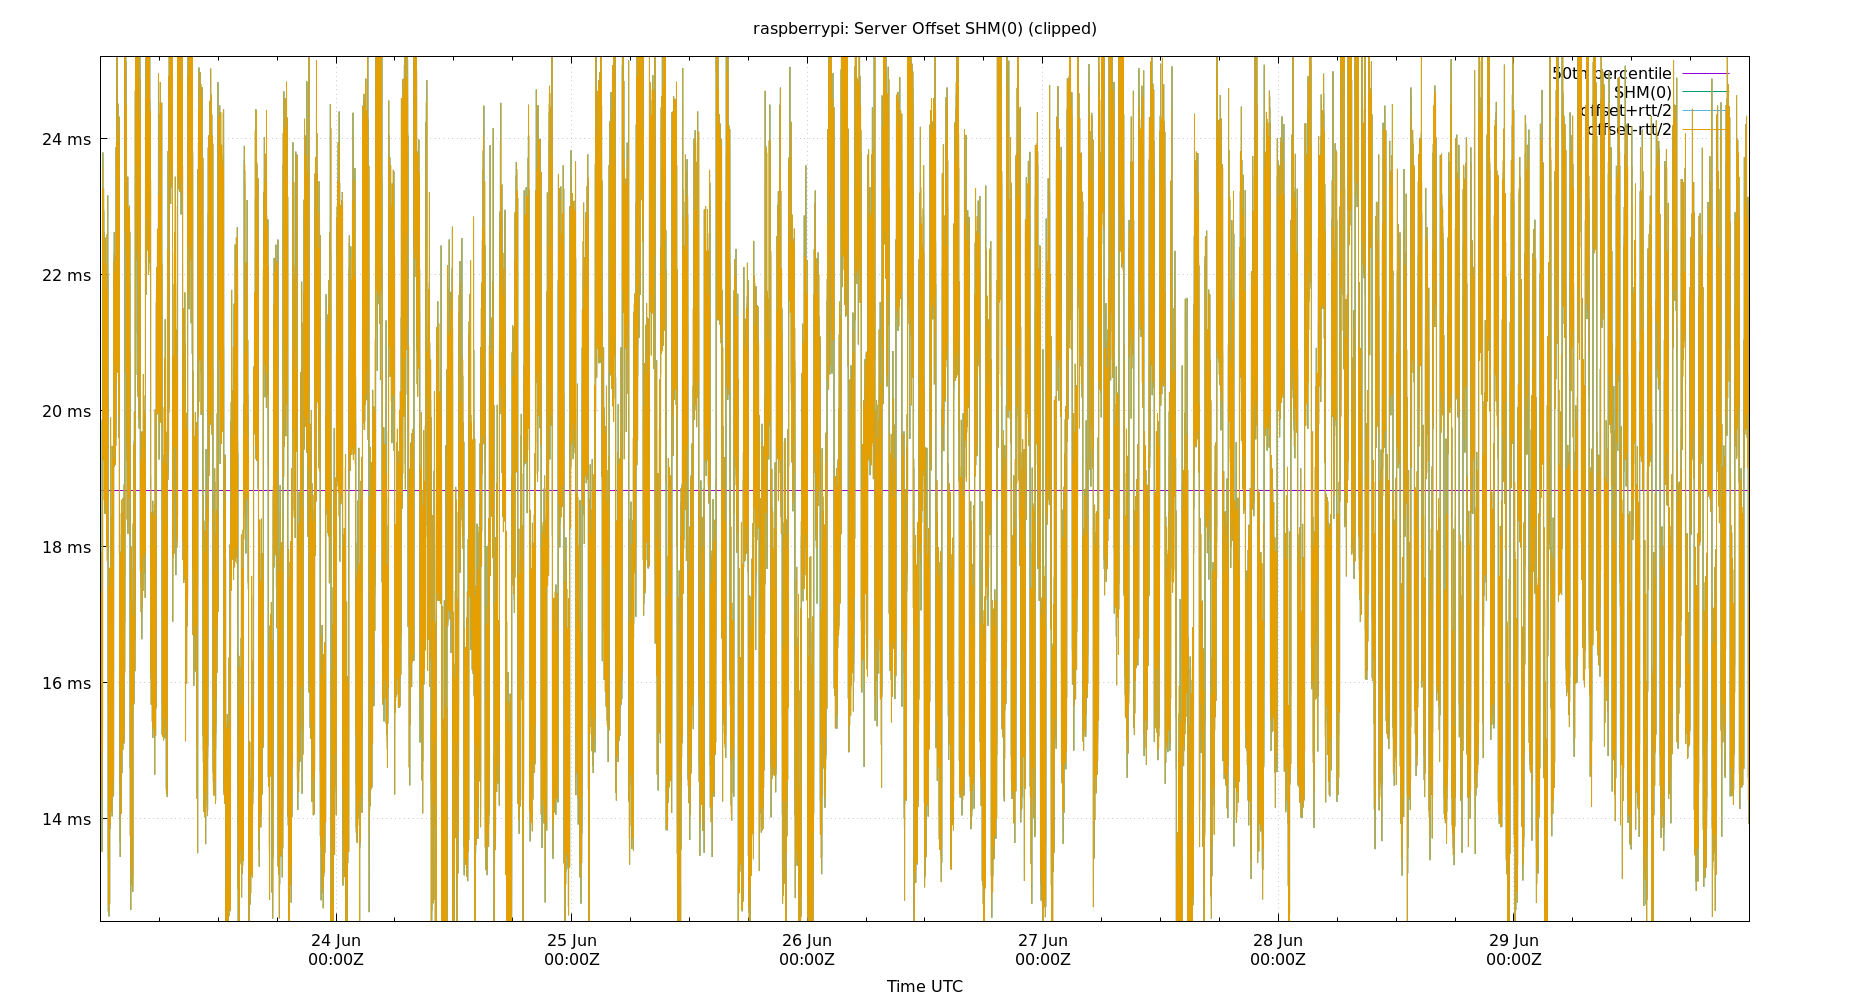 raspberrypi: Server Offset SHM(0) (clipped)
50th percentile
SHM(0)
offset+rtt/2
offset-rtt/2
24 ms
22 ms
20 ms
18 ms
16 ms
14 ms
24 Jun 25 Jun 26 Jun 27 Jun 28 Jun 29 Jun
00:00Z 00:00Z 00:00Z 00:00Z 00:00Z 00:00Z
Time UTC